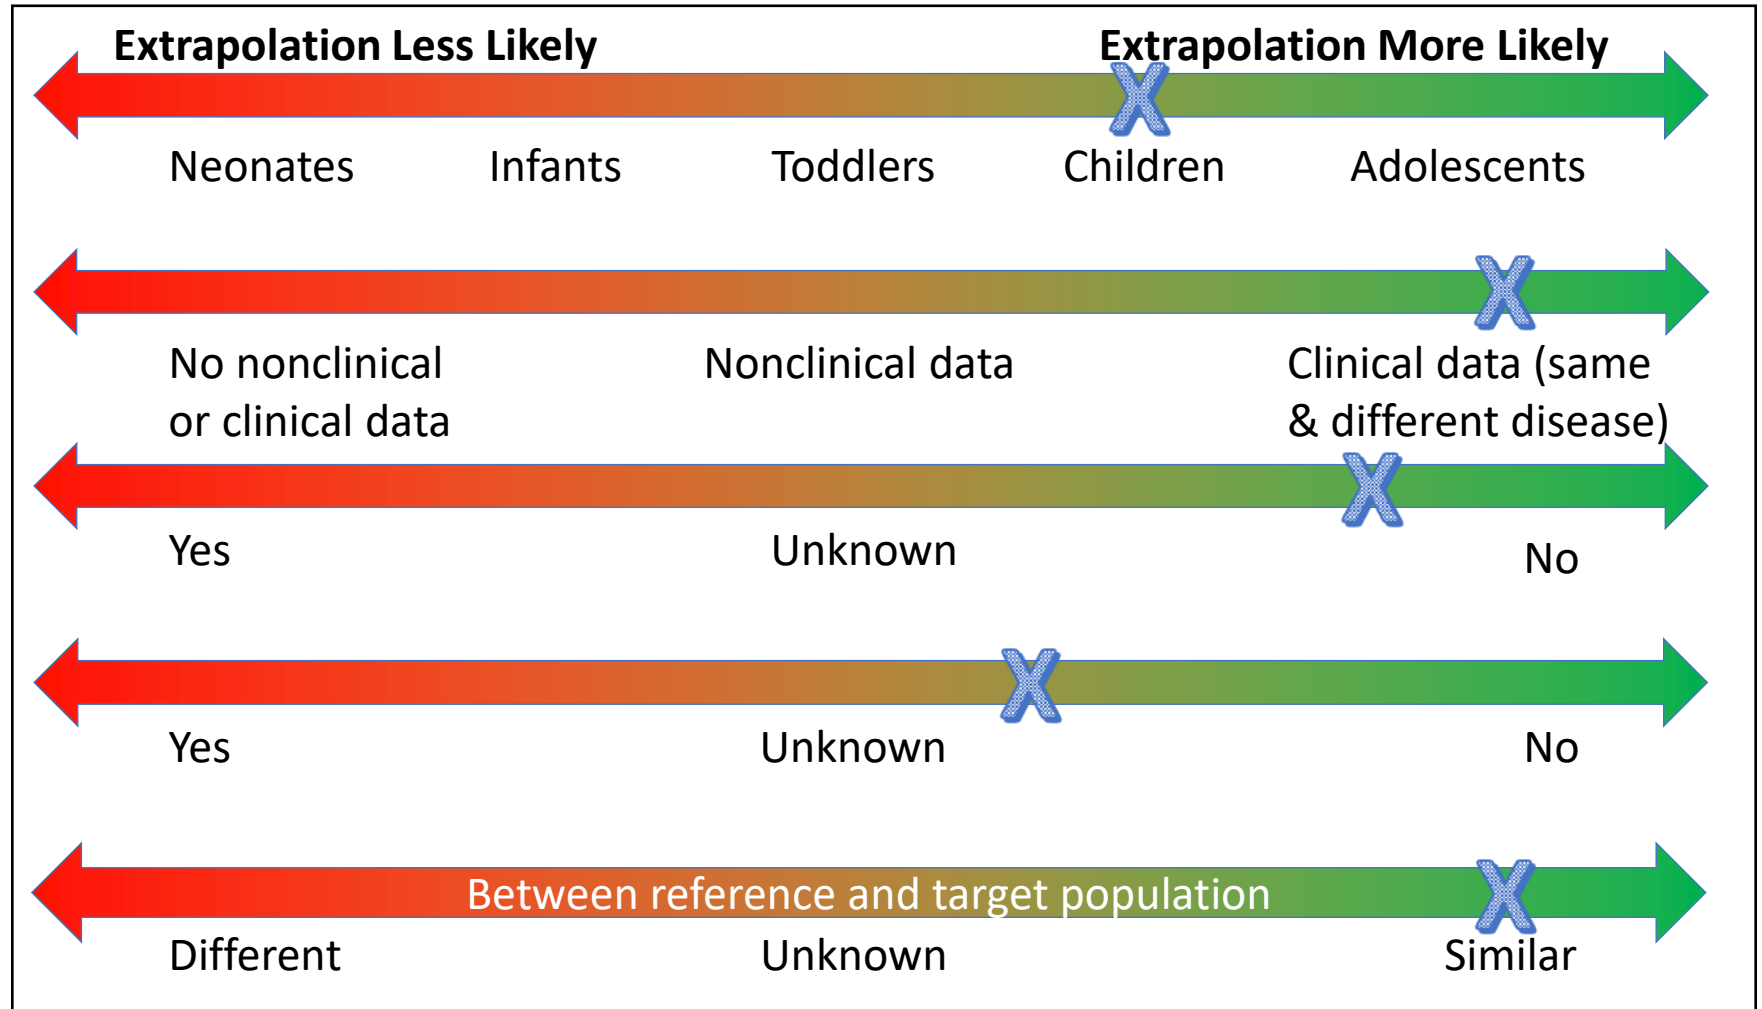 Extrapolation Less Likely
Extrapolation More Likely
X
Neonates
Infants
Toddlers
Children
Adolescents
X
No nonclinical
or clinical data
Nonclinical data
Clinical data (same
& different disease)
X
Yes
Unknown
No
X
Yes
Unknown
No
Between reference and target population
X
Different
Unknown
Similar